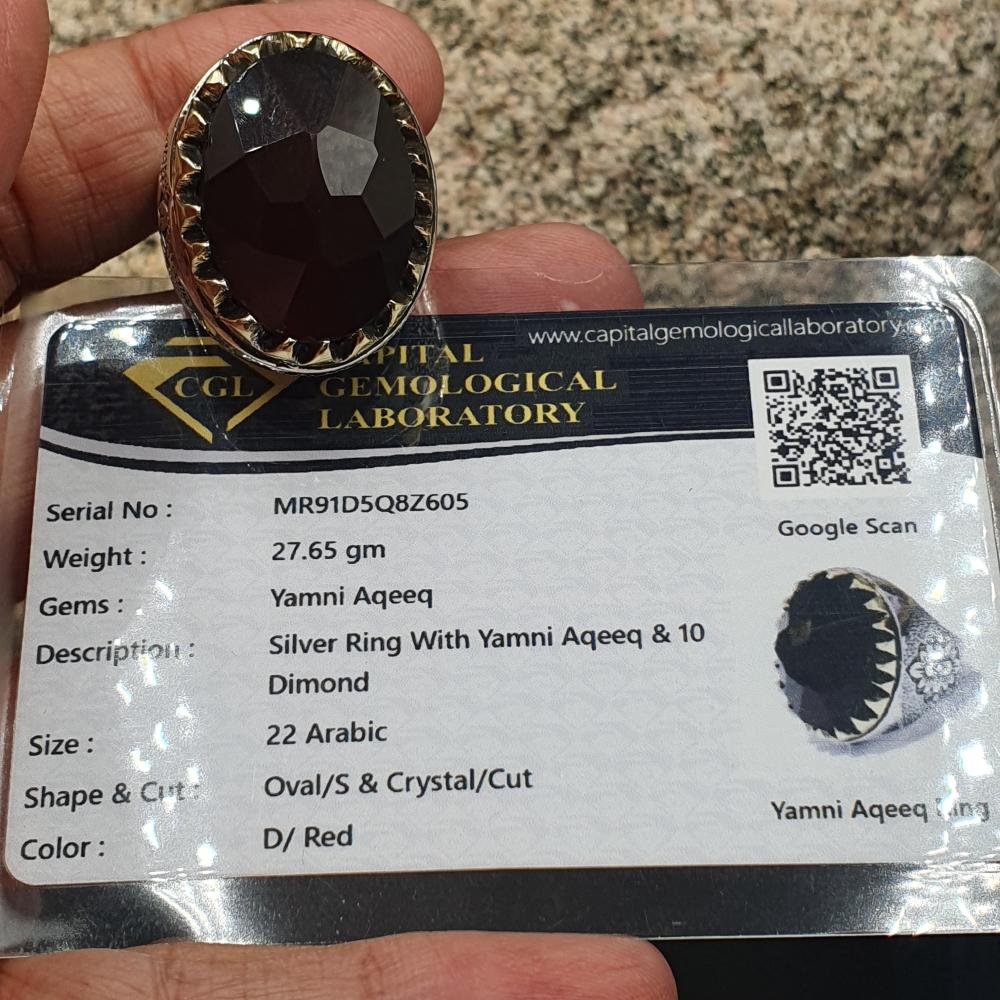 www.capitalgemologicallaboratory.com
CGL
CAPITAL
GEMOLOGICAL
LABORATORY
Serial No : MR91D5Q8Z605
Weight : 27.65 gm
Gems : Yamni Aqeeq
Description : Silver Ring With Yamni Aqeeq & 10
Dimond
Size : 22 Arabic
Shape & Cut : Oval/S & Crystal/Cut
Color : D/ Red
Google Scan
Yamni Aqeeq Ring